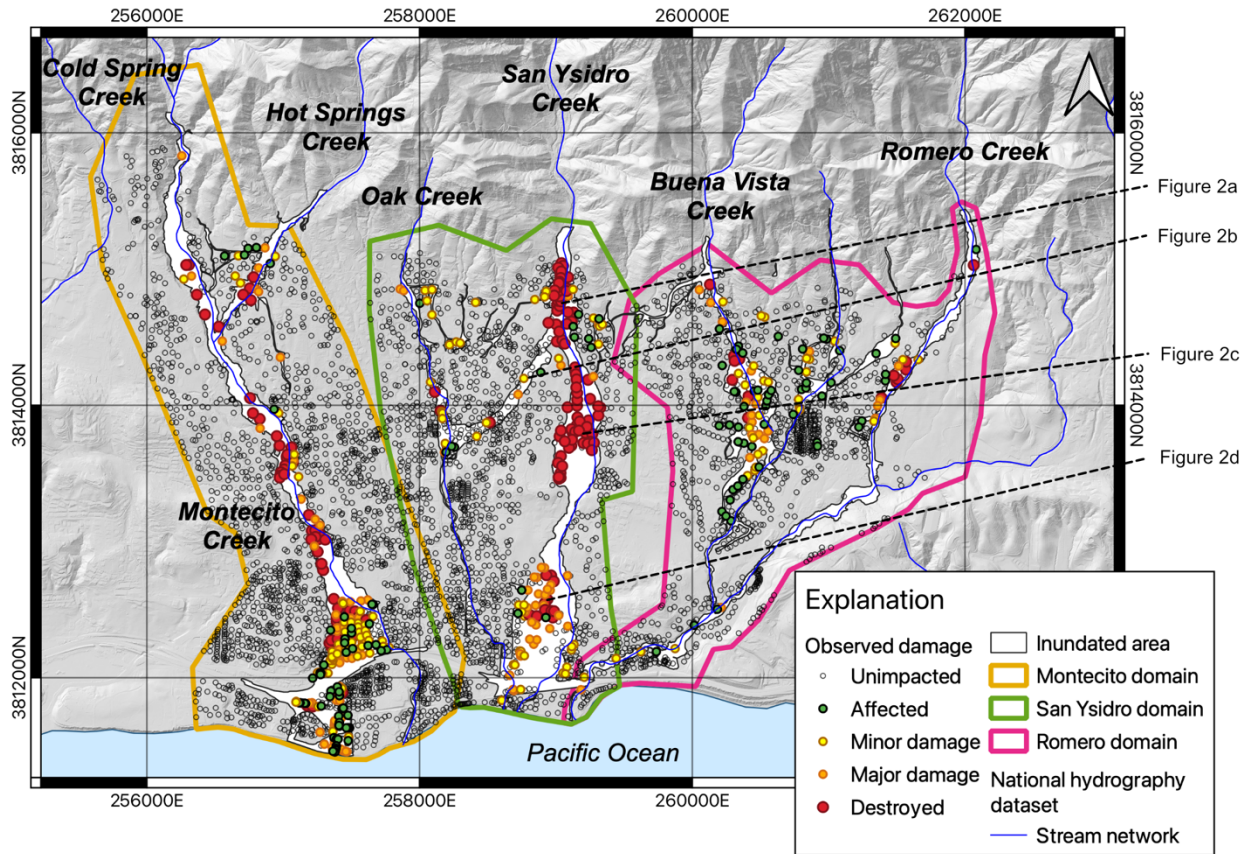 256000E
258000E
260000E
262000E
Cold Spring
Creek
Hot Springs
Creek
San Ysidro
Creek
Oak Creek
Buena Vista
Creek
Romero Creek
3816000N
3816000N
Figure 2a
Figure 2b
Figure 2c
3814000N
3814000N
Figure 2d
Montecito
Creek
3812000N
Pacific Ocean
256000E
258000E
260000E
Explanation
Observed damage
Unimpacted
Affected
Minor damage
Major damage
Destroyed
Inundated area
Montecito domain
San Ysidro domain
Romero domain
National hydrography
dataset
Stream network